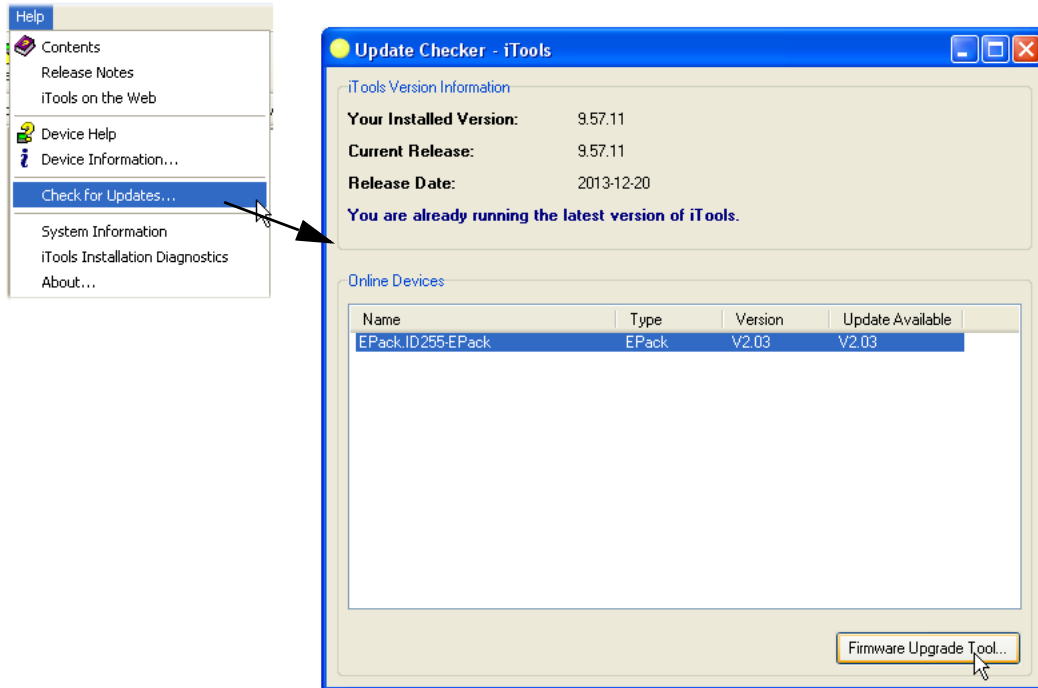 Help
Contents
Release Notes
iTools on the Web
Device Help
Device Information...
Check for Updates...
System Information
iTools Installation Diagnostics
About...
Update Checker - iTools
iTools Version Information
Your Installed Version: 9.57.11
Current Release: 9.57.11
Release Date: 2013-12-20
You are already running the latest version of iTools.
Online Devices
Name Type Version Update Available
EPack.ID255-EPack EPack V2.03 V2.03
Firmware Upgrade Tool...